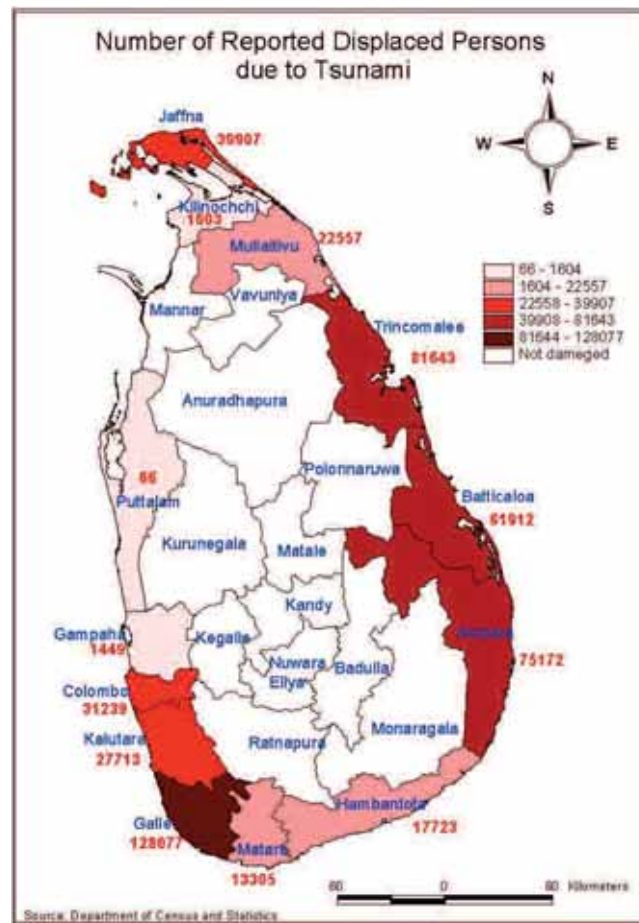 Number of Reported Displaced Persons
due to Tsunami
N
W E
S
Jaffna
39907
Kilinochchi
1603
Mullaitivu
22557
Mannar
Vavuniya
Trincomalee
81643
66 - 1604
1604 - 22557
22558 - 39907
39908 - 81643
81644 - 128077
Not dameged
Anuradhapura
Polonnaruwa
66
Puttalam
Batticaloa
61912
Kurunegala
Matale
Kandy
Gampaha
1449
Kegalle
Nuwara
Eliya
Badulla
Ampara
75172
Colombo
31239
Kalutara
27713
Ratnapura
Monaragala
Galle
128077
Matara
13305
Hambantota
17723
60 0 60 Kilometers
Source: Department of Census and Statistics